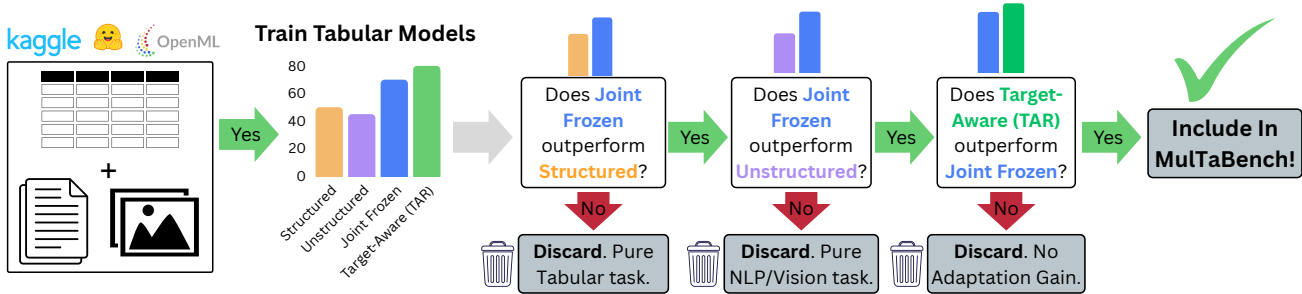 kaggle
OpenML
+
Yes
Train Tabular Models
80
60
40
20
0
Structured
Unstructured
Joint Frozen
Target-Aware (TAR)
Does Joint
Frozen
outperform
Structured?
No
Discard. Pure
Tabular task.
Yes
Does Joint
Frozen
outperform
Unstructured?
No
Discard. Pure
NLP/Vision task.
Yes
Does Target-
Aware (TAR)
outperform
Joint Frozen?
No
Discard. No
Adaptation Gain.
Yes
Include In
MulTaBench!